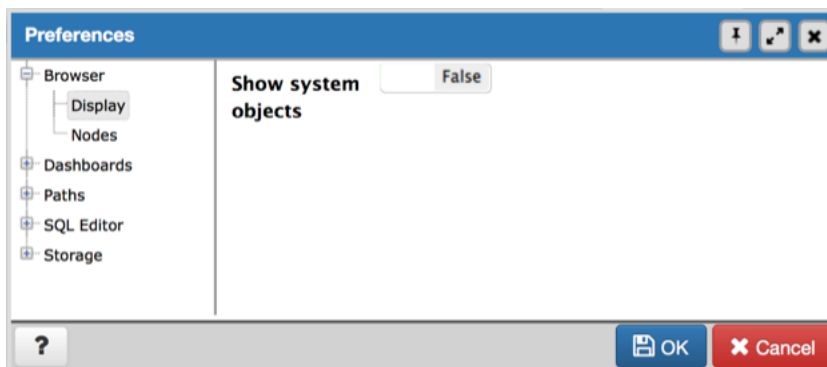 Preferences
Browser
Display
Nodes
Dashboards
Paths
SQL Editor
Storage
Show system
objects
False
?
OK
Cancel